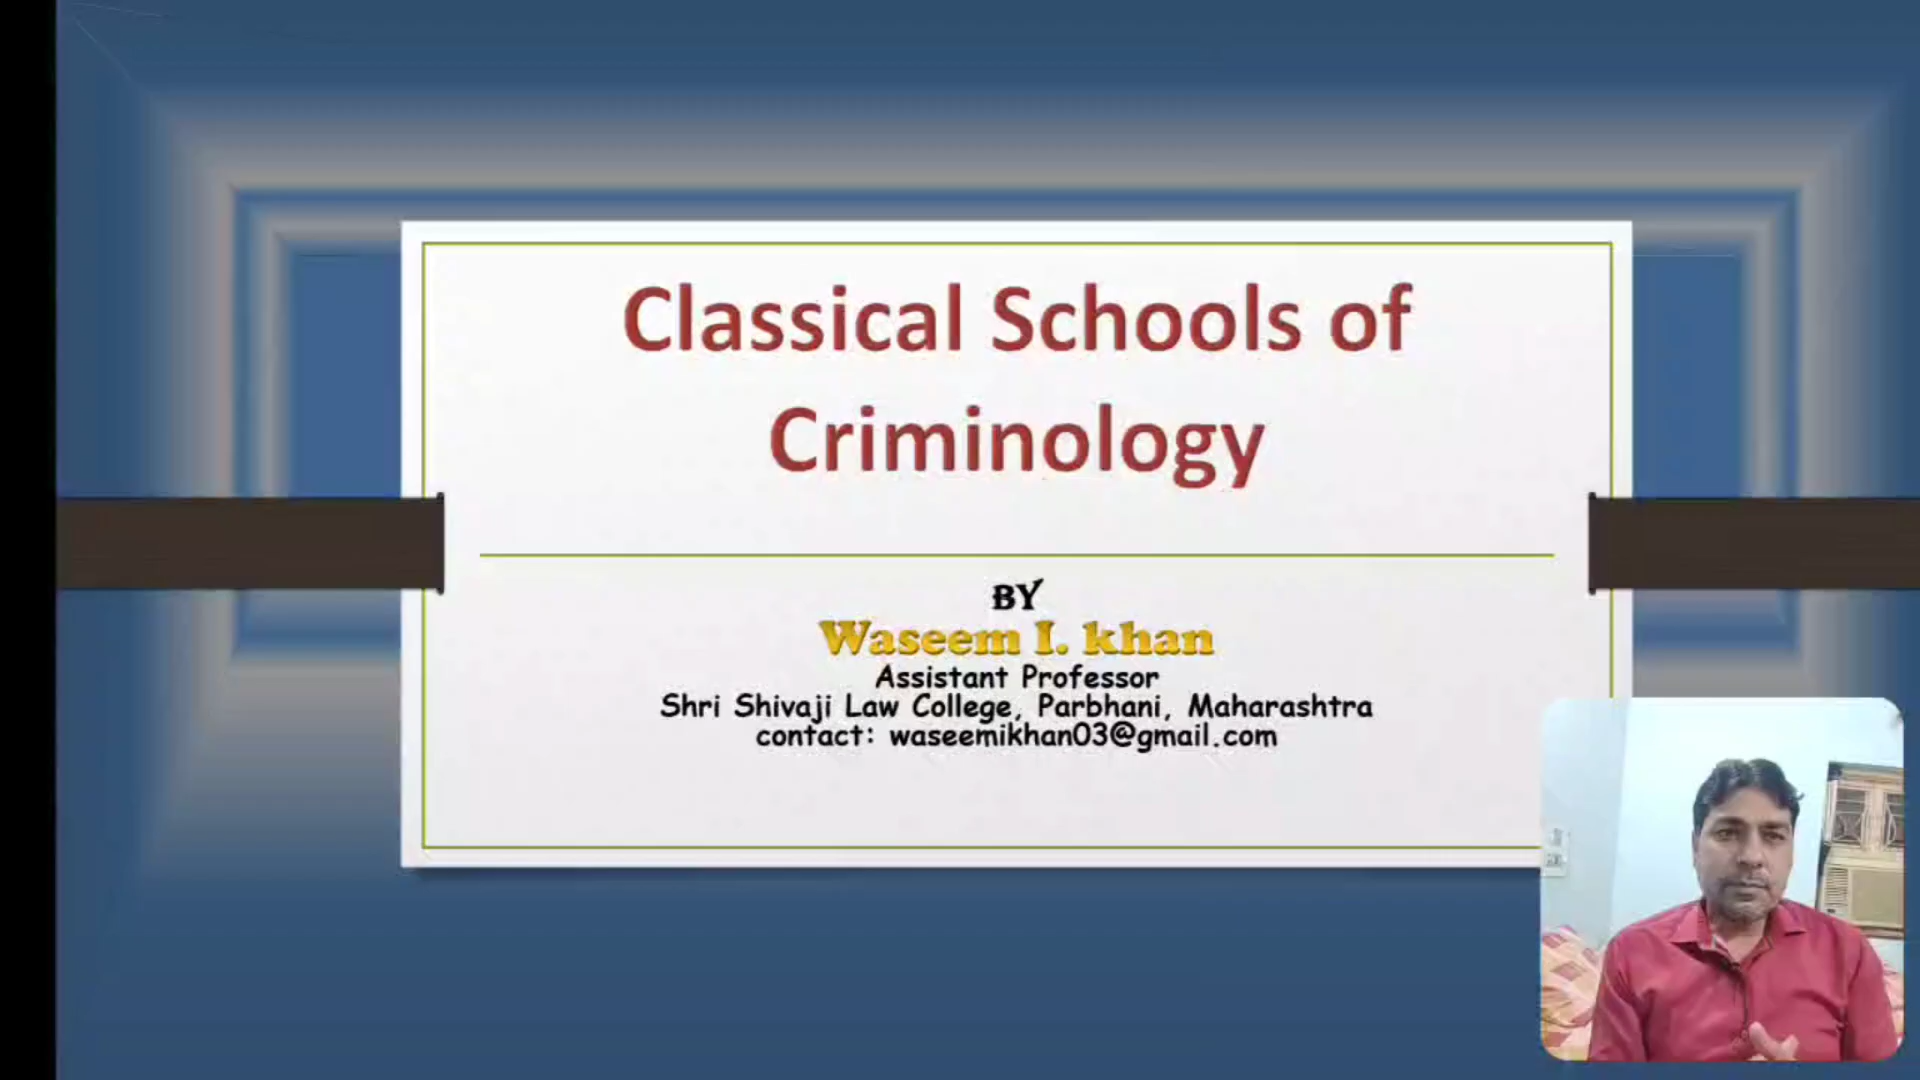 Classical Schools of
Criminology
BY
Waseem I. khan
Assistant Professor
Shri Shivaji Law College, Parbhani, Maharashtra
contact: waseemikhan03@gmail.com